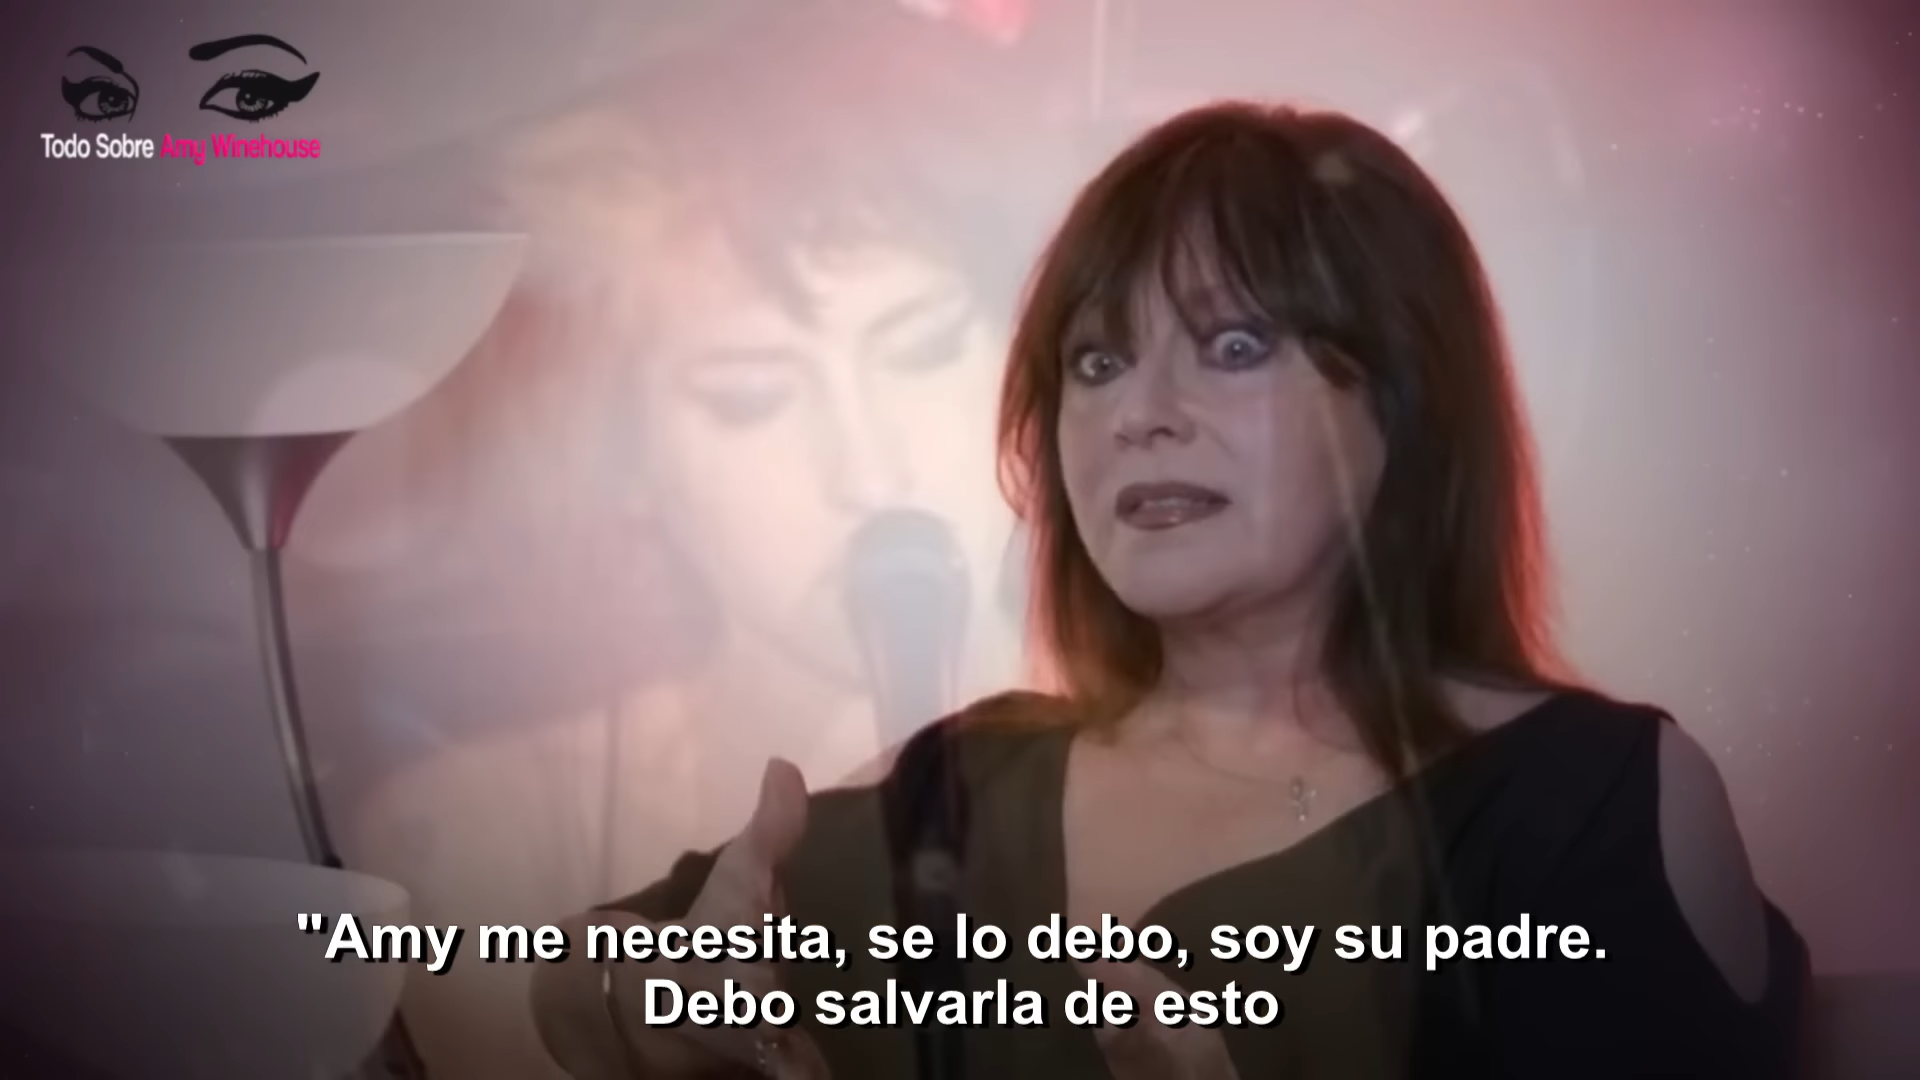 Todo Sobre Amy Winehouse
"Amy me necesita, se lo debo, soy su padre.
Debo salvarla de esto